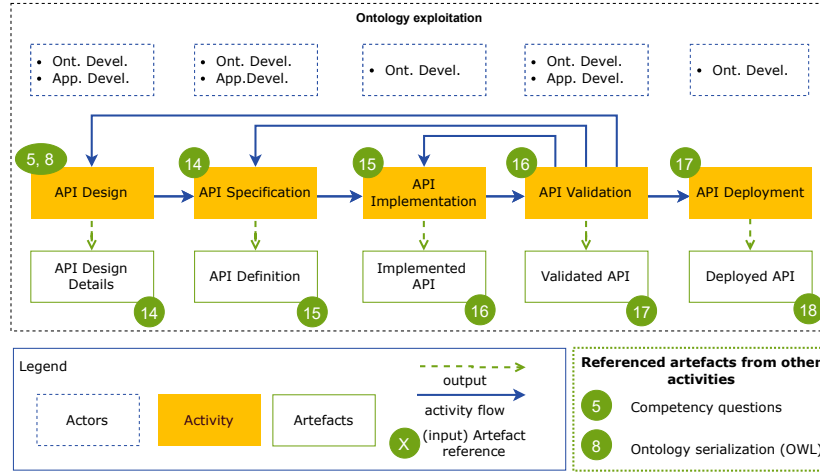 Ontology exploitation
• Ont. Devel.
• App. Devel.
• Ont. Devel.
• App.Devel.
• Ont. Devel.
• Ont. Devel.
• App. Devel.
• Ont. Devel.
5, 8
14
15
16
17
API Design
API Specification
API
Implementation
API Validation
API Deployment
API Design
Details
API Definition
Implemented
API
Validated API
Deployed API
14
15
16
17
18
Legend
Actors
Activity
Artefacts
output
activity flow
X
(input) Artefact
reference
Referenced artefacts from other
activities
5
Competency questions
8
Ontology serialization (OWL)